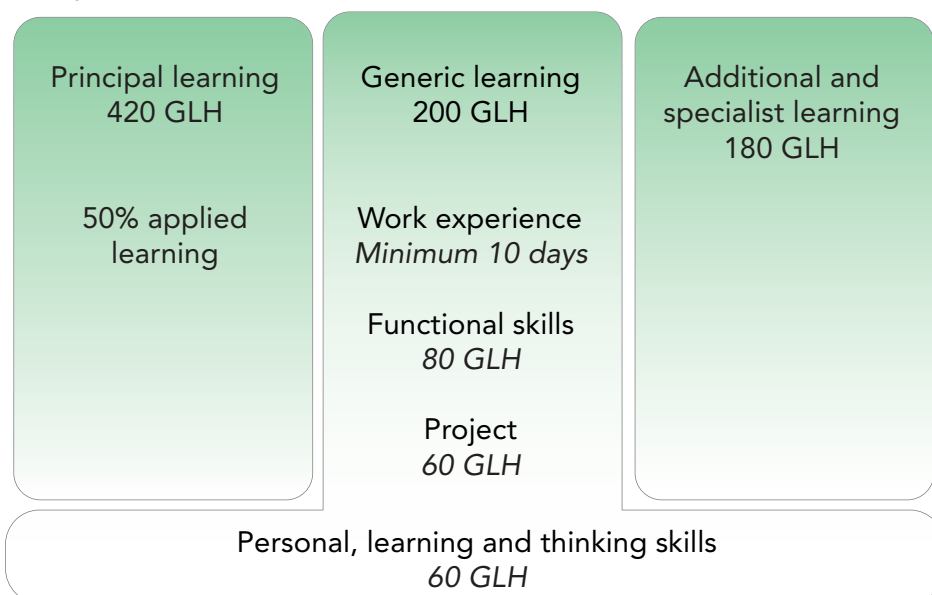 Principal learning
420 GLH
50% applied
learning
Generic learning
200 GLH
Work experience
Minimum 10 days
Functional skills
80 GLH
Project
60 GLH
Additional and
specialist learning
180 GLH
Personal, learning and thinking skills
60 GLH